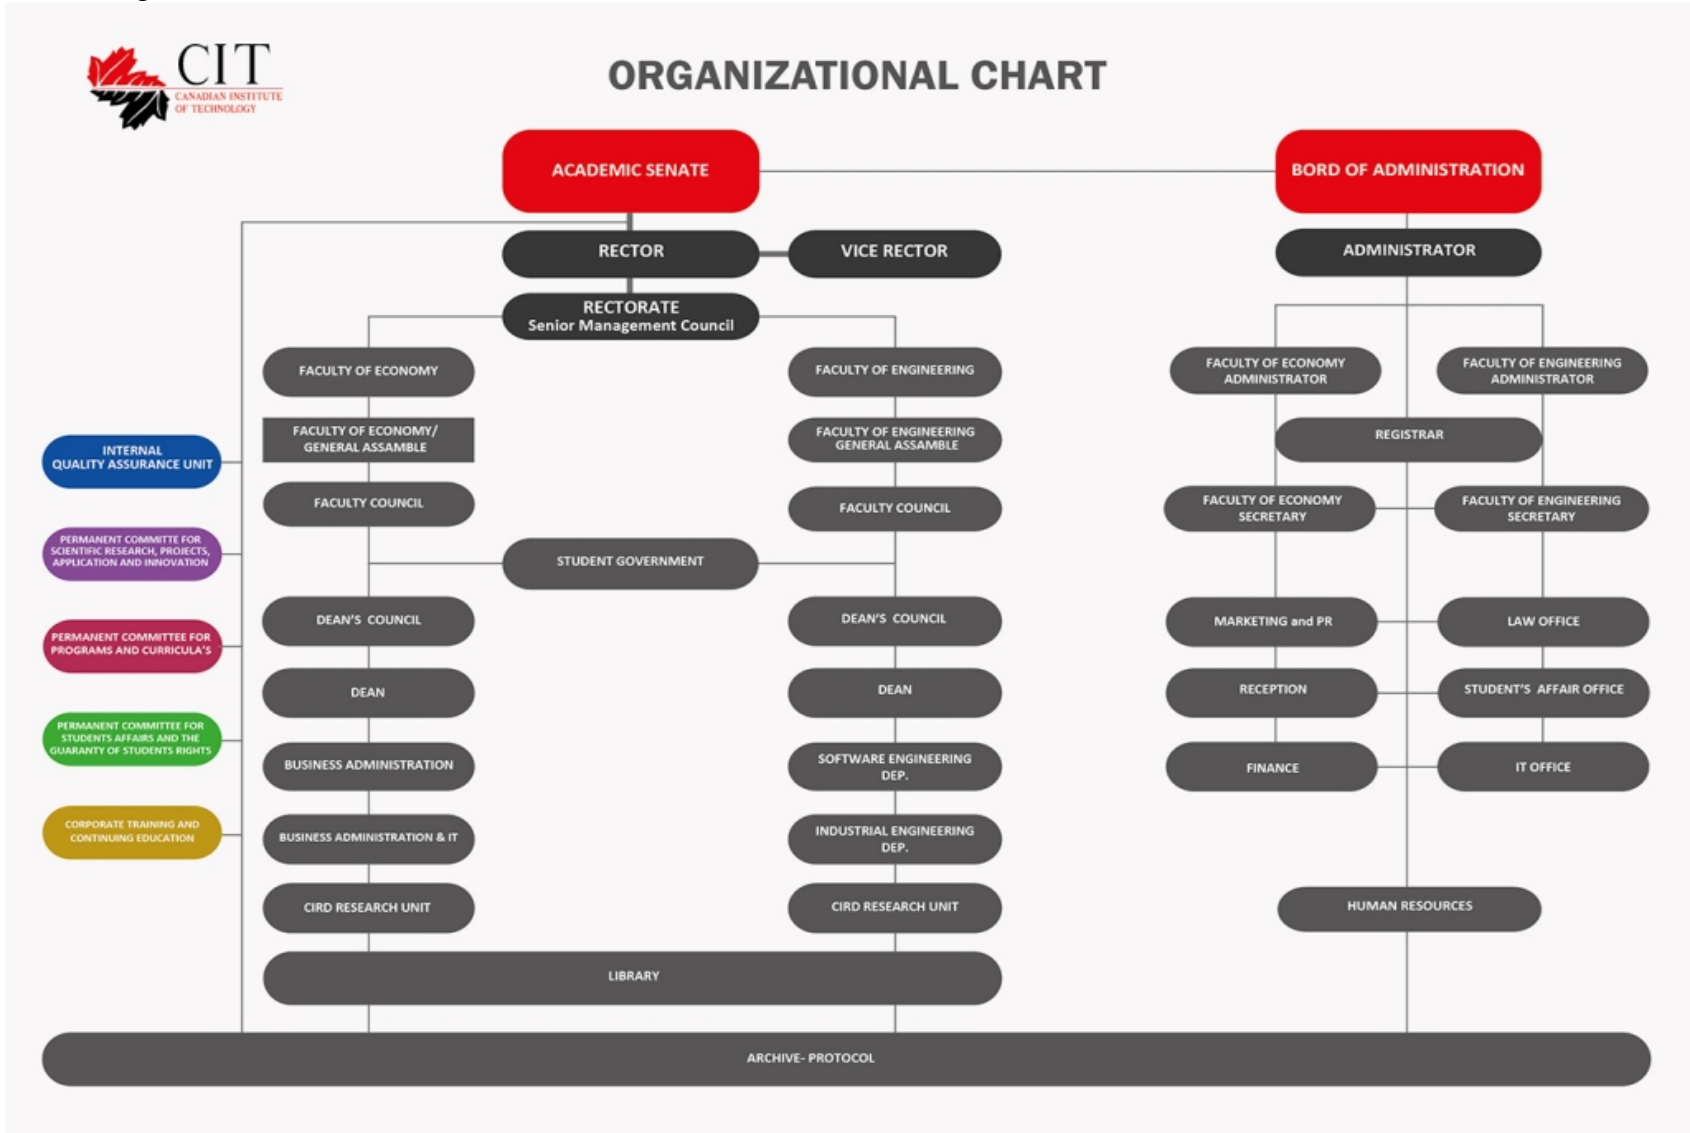 CIT
CANADIAN INSTITUTE
OF TECHNOLOGY
ORGANIZATIONAL CHART
ACADEMIC SENATE
BORD OF ADMINISTRATION
RECTOR
VICE RECTOR
ADMINISTRATOR
RECTORATE
Senior Management Council
FACULTY OF ECONOMY
FACULTY OF ENGINEERING
FACULTY OF ECONOMY
ADMINISTRATOR
FACULTY OF ENGINEERING
ADMINISTRATOR
FACULTY OF ECONOMY/
GENERAL ASSAMBLE
FACULTY OF ENGINEERING
GENERAL ASSAMBLE
REGISTRAR
INTERNAL
QUALITY ASSURANCE UNIT
FACULTY COUNCIL
FACULTY COUNCIL
FACULTY OF ECONOMY
SECRETARY
FACULTY OF ENGINEERING
SECRETARY
PERMANENT COMMITTE FOR
SCIENTIFIC RESEARCH, PROJECTS,
APPLICATION AND INNOVATION
STUDENT GOVERNMENT
PERMANENT COMMITTEE FOR
PROGRAMS AND CURRICULA'S
DEAN'S COUNCIL
DEAN'S COUNCIL
MARKETING and PR
LAW OFFICE
DEAN
DEAN
RECEPTION
STUDENT'S AFFAIR OFFICE
PERMANENT COMMITTEE FOR
STUDENTS AFFAIRS AND THE
GUARANTY OF STUDENTS RIGHTS
BUSINESS ADMINISTRATION
SOFTWARE ENGINEERING
DEP.
FINANCE
IT OFFICE
CORPORATE TRAINING AND
CONTINUING EDUCATION
BUSINESS ADMINISTRATION & IT
INDUSTRIAL ENGINEERING
DEP.
CIRD RESEARCH UNIT
CIRD RESEARCH UNIT
HUMAN RESOURCES
LIBRARY
ARCHIVE- PROTOCOL